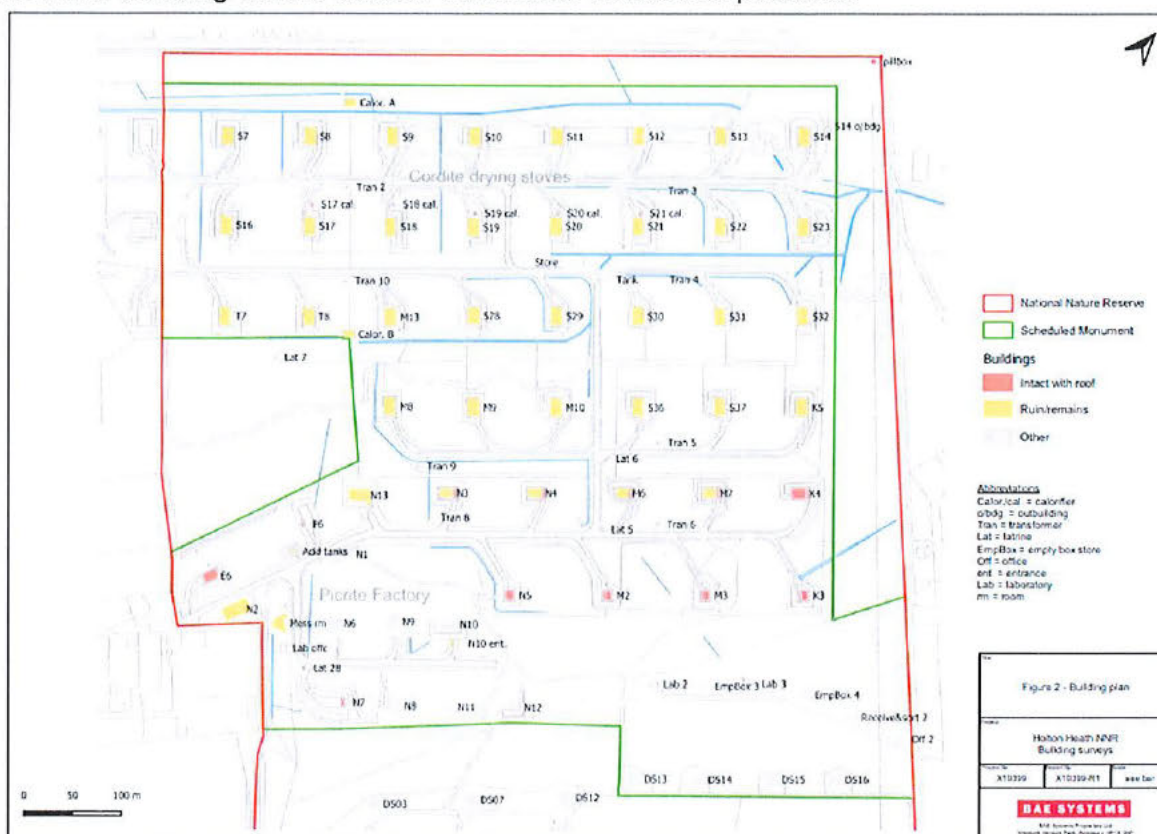 pillbox
Calor. A
S7 S8 S9 S10 S11 S12 S13 S14 S14 o/bdg
Cordite drying stoves
Tran 2 Tran 3
S17 cal. S18 cal. S19 cal. S20 cal. S21 cal.
S16 S17 S18 S19 S20 S21 S22 S23
Store
Tran 10 Tank Tran 4
T7 T8 M13 S28 S29 S30 S31 S32
Calor. B
Lat 7
M8 M9 M10 S36 S37 K5
Tran 5
Tran 9 Lat 6
N13 N3 N4 M6 M7 K4
F6 Tran 8 Lat 5 Tran 6
Acid tanks N1
E6
Picrite Factory N5 M2 M3 K3
N2
Mess rm N6 N9 N10
Lab offc N10 ent.
Lat 28
Lab 2 EmpBox 3 Lab 3
EmpBox 4
N7 N8 N11 N12
Receive&sort 2
Off 2
DS13 DS14 DS15 DS16
DS03 DS07 DS12
0 50 100 m
National Nature Reserve
Scheduled Monument
Buildings
Intact with roof
Ruin/remains
Other
Abbreviations
Calor./cal. = calorifier
o/bdg. = outbuilding
Tran = transformer
Lat = latrine
EmpBox = empty box store
Off = office
ent. = entrance
Lab = laboratory
rm = room
Figure 2 - Building plan
Holton Heath NNR
Building surveys
X10399 X10399-R1 see bar
BAE SYSTEMS